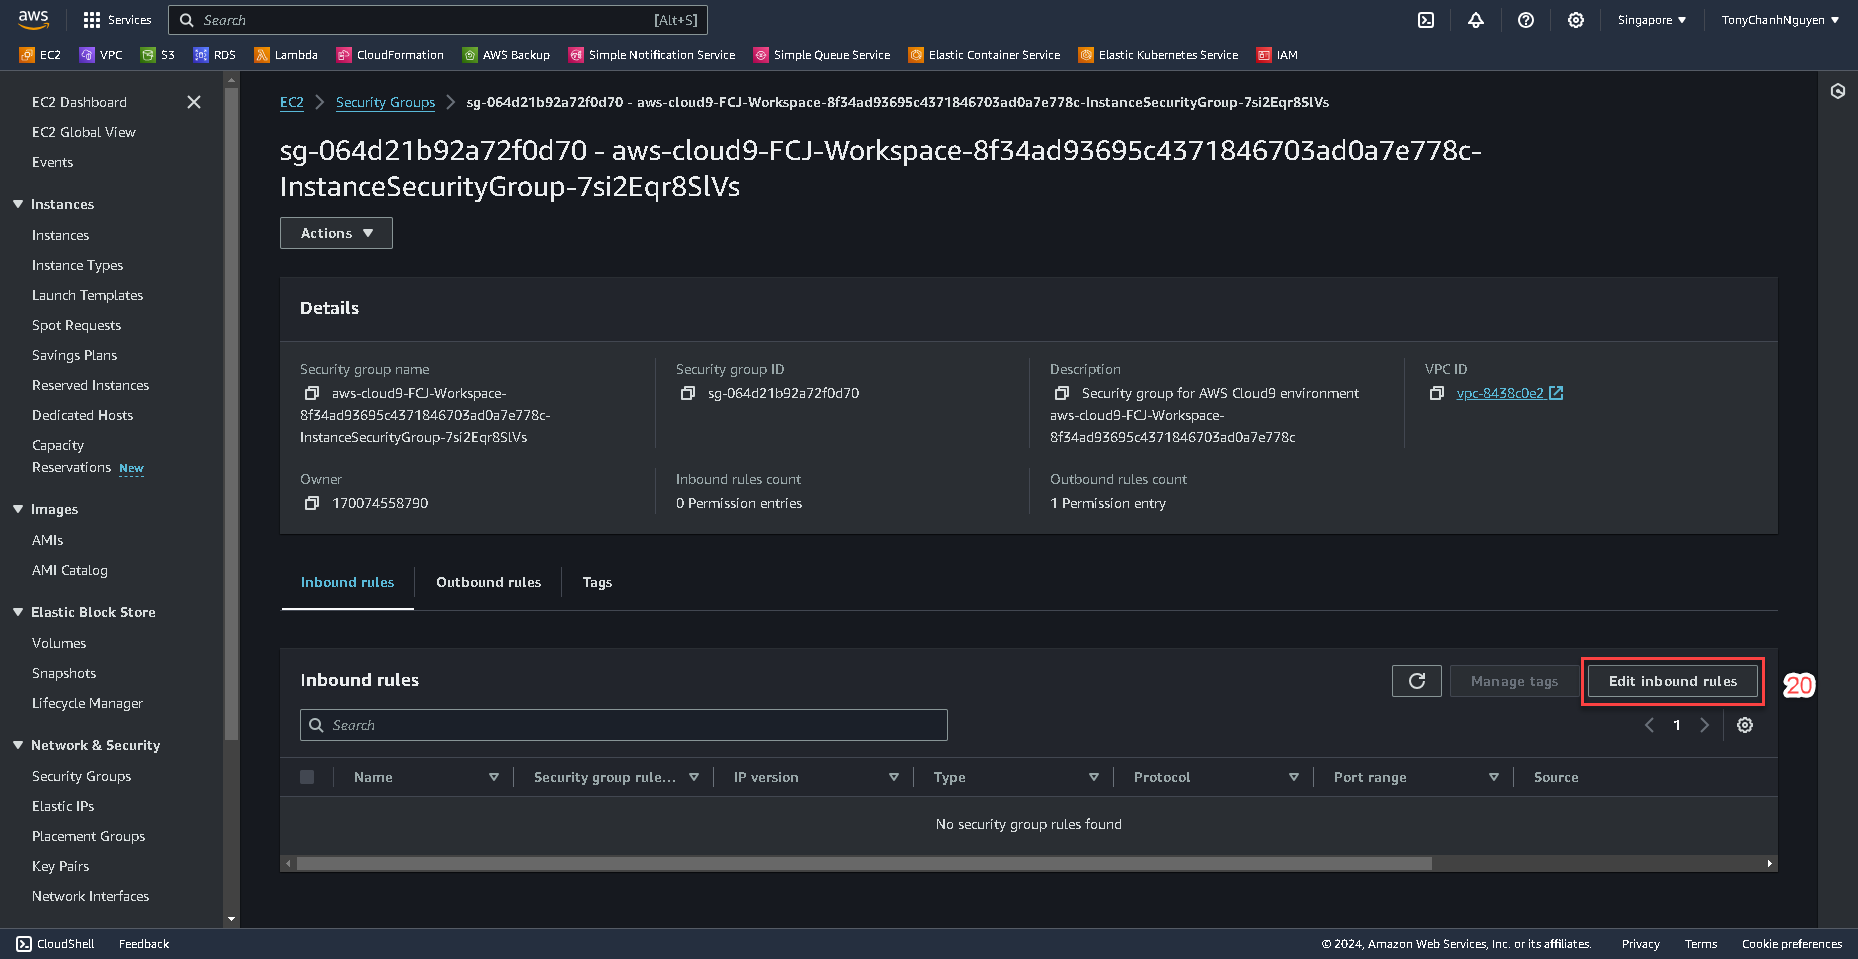 aws
Services
Search
[Alt+S]
Singapore
TonyChanhNguyen
EC2
VPC
S3
RDS
Lambda
CloudFormation
AWS Backup
Simple Notification Service
Simple Queue Service
Elastic Container Service
Elastic Kubernetes Service
IAM
EC2 Dashboard
EC2 Global View
Events
Instances
Instances
Instance Types
Launch Templates
Spot Requests
Savings Plans
Reserved Instances
Dedicated Hosts
Capacity
Reservations New
Images
AMIs
AMI Catalog
Elastic Block Store
Volumes
Snapshots
Lifecycle Manager
Network & Security
Security Groups
Elastic IPs
Placement Groups
Key Pairs
Network Interfaces
EC2 > Security Groups > sg-064d21b92a72f0d70 - aws-cloud9-FCJ-Workspace-8f34ad93695c4371846703ad0a7e778c-InstanceSecurityGroup-7si2Eqr8SlVs
sg-064d21b92a72f0d70 - aws-cloud9-FCJ-Workspace-8f34ad93695c4371846703ad0a7e778c-
InstanceSecurityGroup-7si2Eqr8SlVs
Actions
Details
Security group name
aws-cloud9-FCJ-Workspace-
8f34ad93695c4371846703ad0a7e778c-
InstanceSecurityGroup-7si2Eqr8SlVs
Security group ID
sg-064d21b92a72f0d70
Description
Security group for AWS Cloud9 environment
aws-cloud9-FCJ-Workspace-
8f34ad93695c4371846703ad0a7e778c
VPC ID
vpc-8438c0e2
Owner
170074558790
Inbound rules count
0 Permission entries
Outbound rules count
1 Permission entry
Inbound rules
Outbound rules
Tags
Inbound rules
Manage tags
Edit inbound rules
20
Search
1
Name
Security group rule...
IP version
Type
Protocol
Port range
Source
No security group rules found
CloudShell
Feedback
© 2024, Amazon Web Services, Inc. or its affiliates.
Privacy
Terms
Cookie preferences